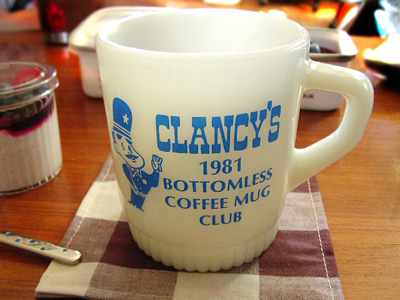 CLANCY'S
1981
BOTTOMLESS
COFFEE MUG
CLUB